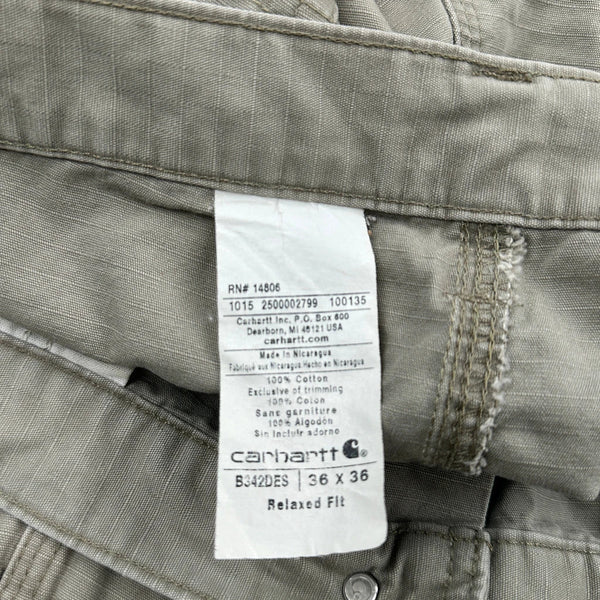 RN# 14806
1015 2500002799 100135
Carhartt Inc. P.O. Box 600
Dearborn, MI 48121 USA
carhartt.com
Made in Nicaragua
Fabriqué aus Nicaragua Hecho en Nicaragua
100% Cotton
Exclusive of trimming
100% Coton
Sans garniture
100% Algodón
Sin incluir adorno
carhartt ®
B342DES | 36 X 36
Relaxed Fit